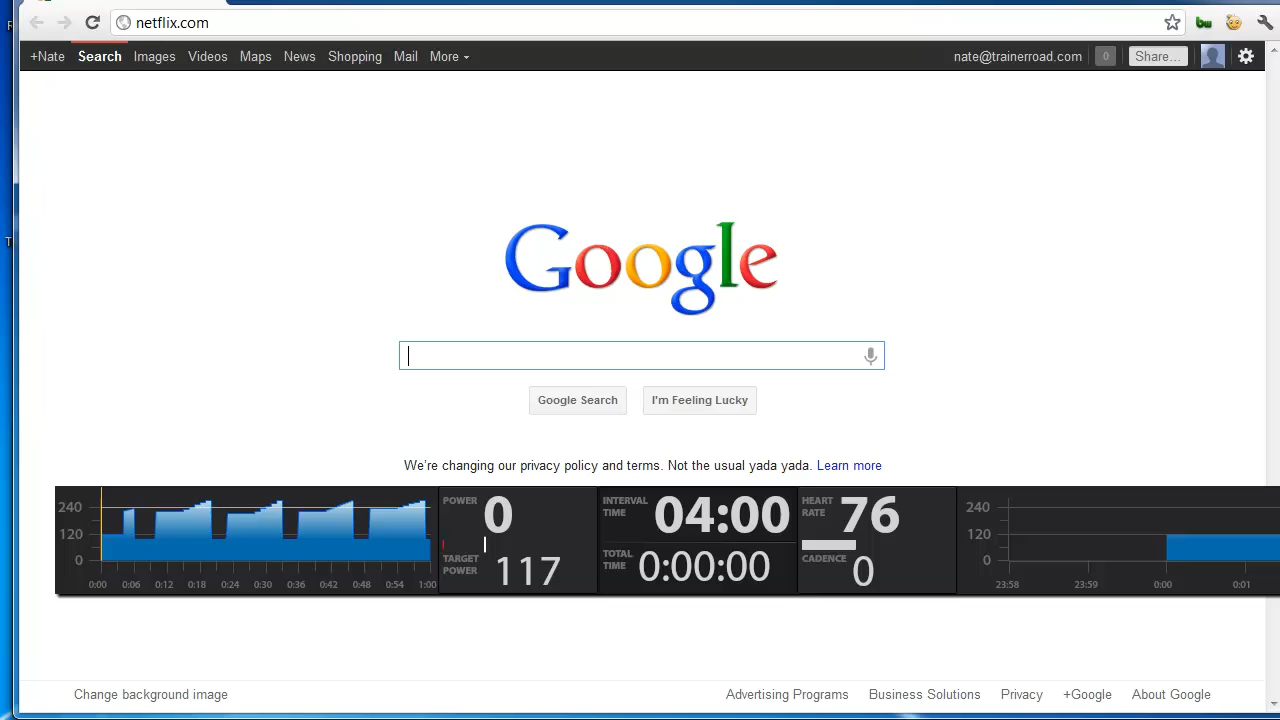 netflix.com
+Nate Search Images Videos Maps News Shopping Mail More nate@trainerroad.com 0 Share...
Google
Google Search I'm Feeling Lucky
We're changing our privacy policy and terms. Not the usual yada yada. Learn more
240 120 0
0:00 0:06 0:12 0:18 0:24 0:30 0:36 0:42 0:48 0:54 1:00
POWER 0
TARGET POWER 117
INTERVAL TIME 04:00
TOTAL TIME 0:00:00
HEART RATE 76
CADENCE 0
240 120 0
23:58 23:59 0:00 0:01
Change background image Advertising Programs Business Solutions Privacy +Google About Google